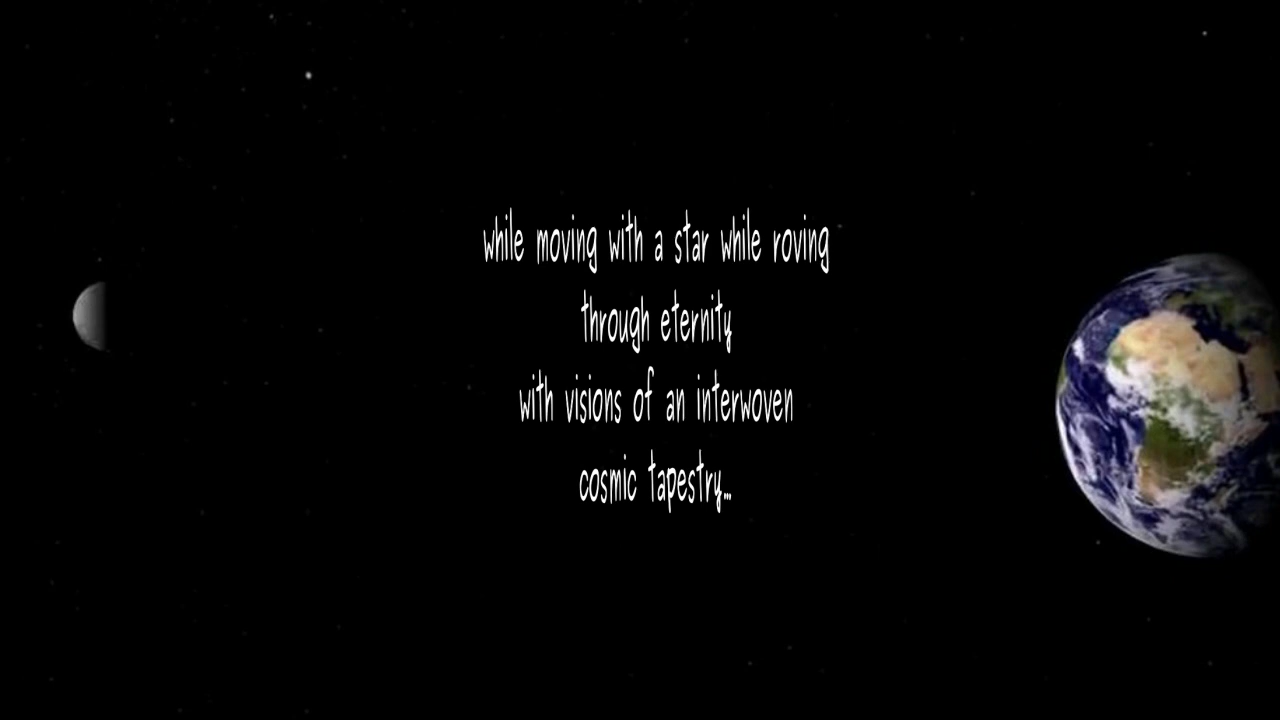 while moving with a star while roving
through eternity
with visions of an interwoven
cosmic tapestry...